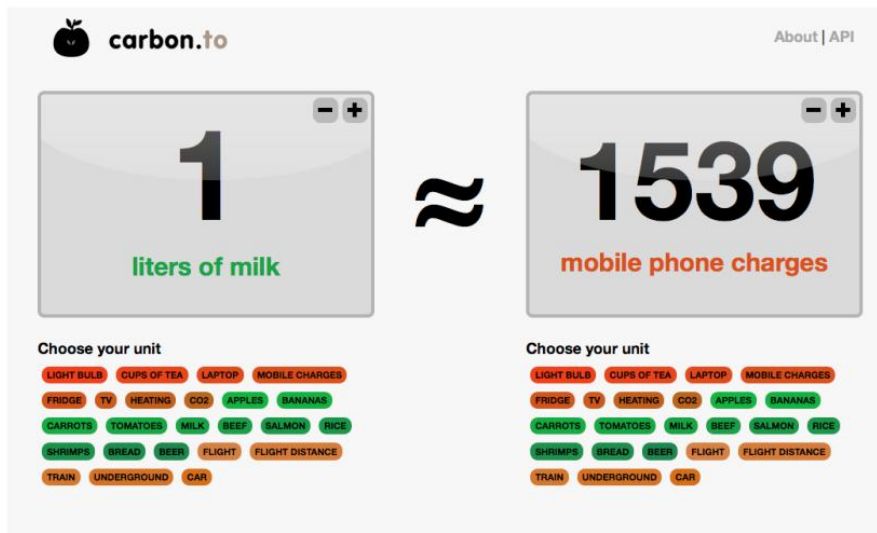 carbon.to
About | API
− +
1
liters of milk
≈
− +
1539
mobile phone charges
Choose your unit
LIGHT BULB CUPS OF TEA LAPTOP MOBILE CHARGES
FRIDGE TV HEATING CO2 APPLES BANANAS
CARROTS TOMATOES MILK BEEF SALMON RICE
SHRIMPS BREAD BEER FLIGHT FLIGHT DISTANCE
TRAIN UNDERGROUND CAR
Choose your unit
LIGHT BULB CUPS OF TEA LAPTOP MOBILE CHARGES
FRIDGE TV HEATING CO2 APPLES BANANAS
CARROTS TOMATOES MILK BEEF SALMON RICE
SHRIMPS BREAD BEER FLIGHT FLIGHT DISTANCE
TRAIN UNDERGROUND CAR